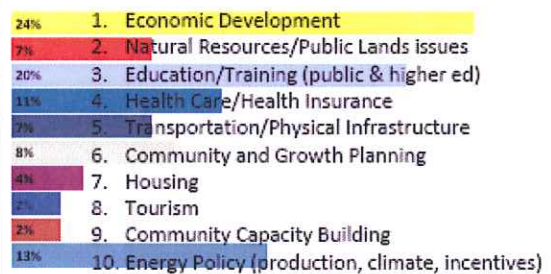 24% 1. Economic Development
7% 2. Natural Resources/Public Lands issues
20% 3. Education/Training (public & higher ed)
11% 4. Health Care/Health Insurance
7% 5. Transportation/Physical Infrastructure
8% 6. Community and Growth Planning
4% 7. Housing
2% 8. Tourism
2% 9. Community Capacity Building
13% 10. Energy Policy (production, climate, incentives)